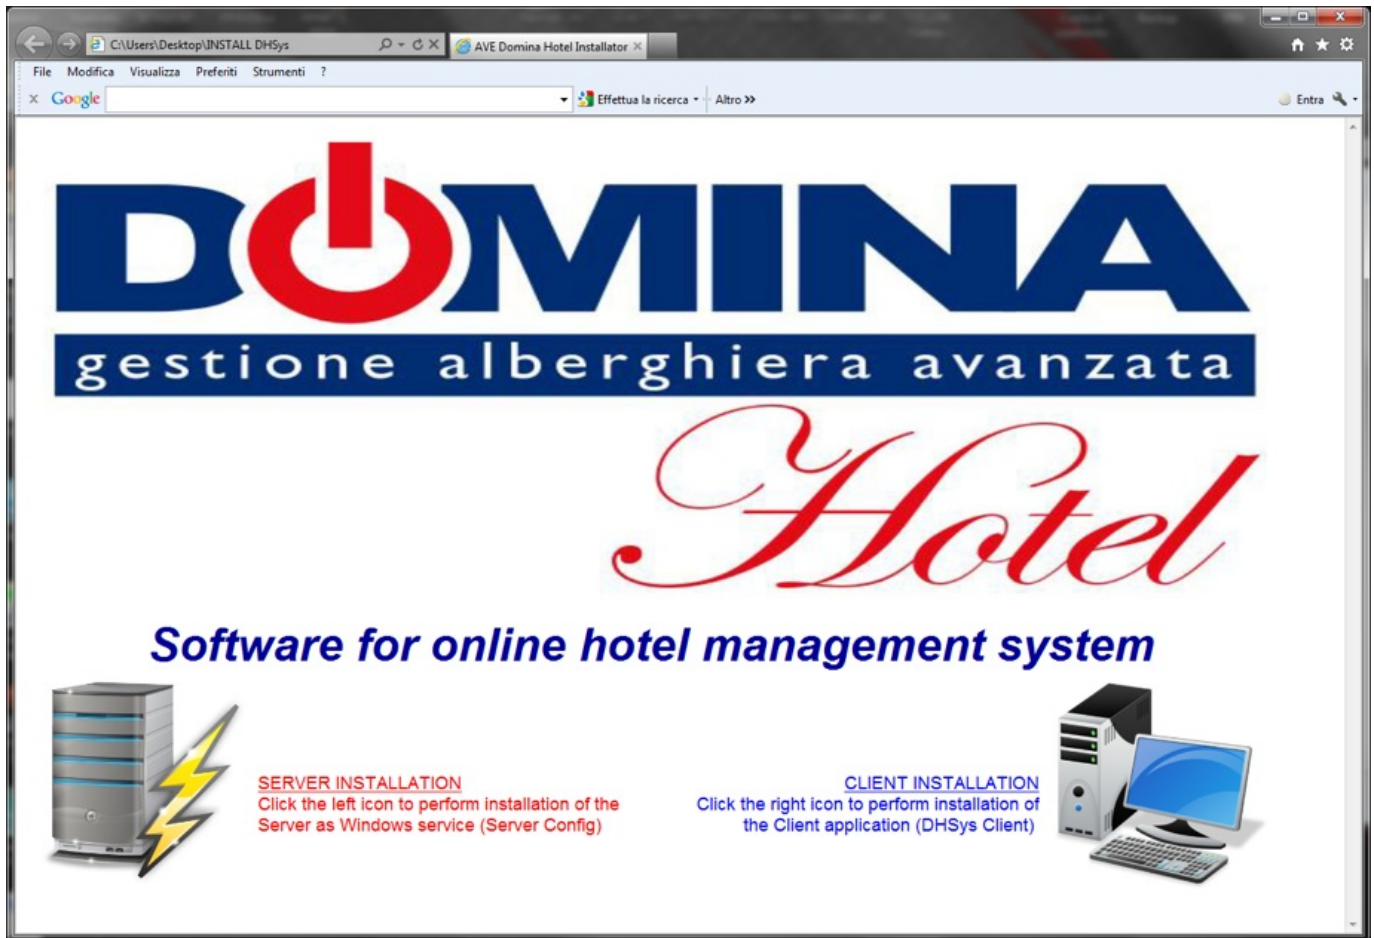 C:\Users\Desktop\INSTALL DHSys
AVE Domina Hotel Installator
File Modifica Visualizza Preferiti Strumenti ?
x Google Effettua la ricerca Altro >> Entra
DOMINA
gestione alberghiera avanzata
Hotel
Software for online hotel management system
SERVER INSTALLATION
Click the left icon to perform installation of the
Server as Windows service (Server Config)
CLIENT INSTALLATION
Click the right icon to perform installation of
the Client application (DHSys Client)